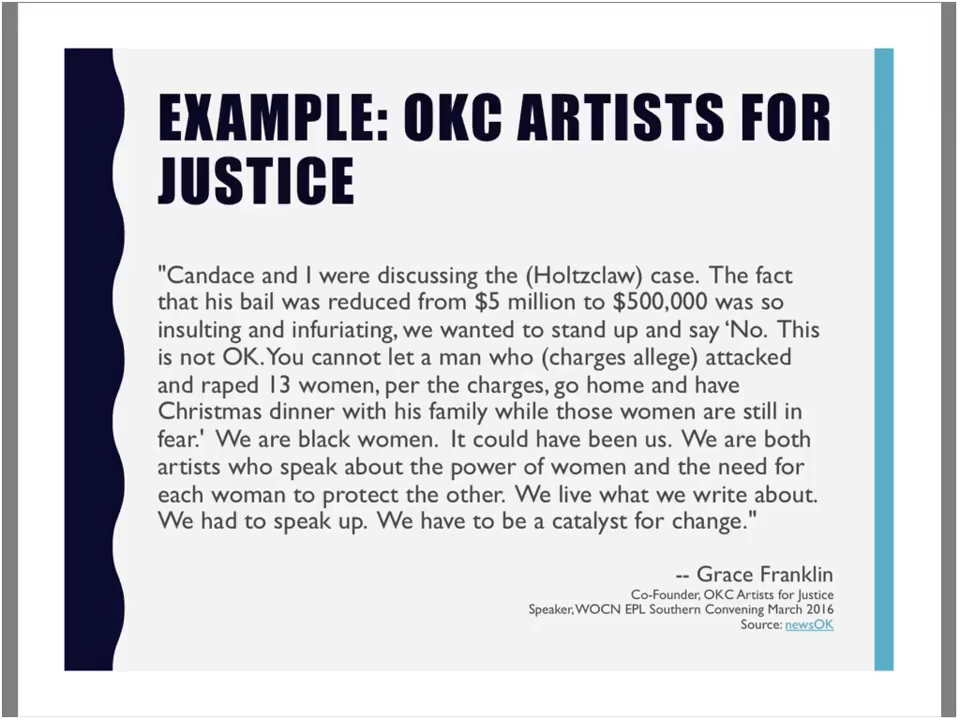 EXAMPLE: OKC ARTISTS FOR
JUSTICE
"Candace and I were discussing the (Holtzclaw) case. The fact
that his bail was reduced from $5 million to $500,000 was so
insulting and infuriating, we wanted to stand up and say ‘No. This
is not OK. You cannot let a man who (charges allege) attacked
and raped 13 women, per the charges, go home and have
Christmas dinner with his family while those women are still in
fear.' We are black women. It could have been us. We are both
artists who speak about the power of women and the need for
each woman to protect the other. We live what we write about.
We had to speak up. We have to be a catalyst for change."
-- Grace Franklin
Co-Founder, OKC Artists for Justice
Speaker, WOCN EPL Southern Convening March 2016
Source: newsOK